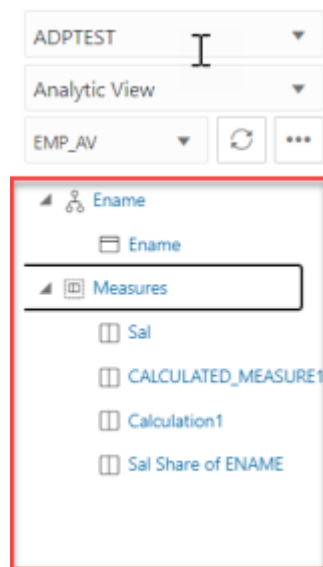 ADPTEST
Analytic View
EMP_AV
Ename
Ename
Measures
Sal
CALCULATED_MEASURE1
Calculation1
Sal Share of ENAME